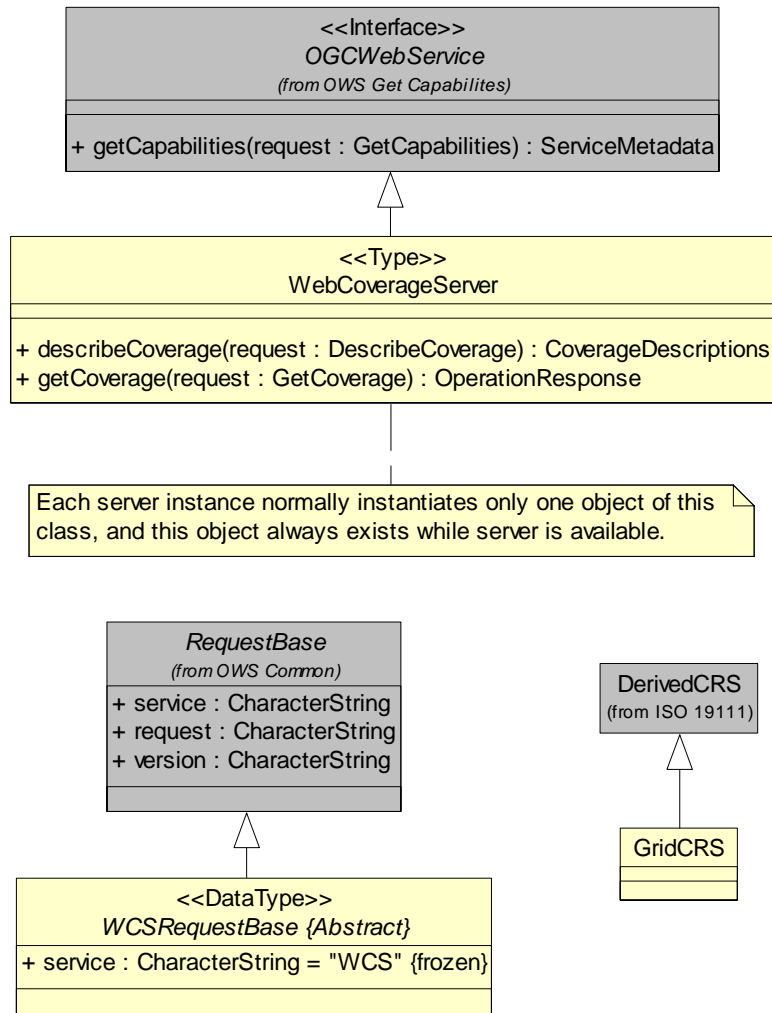 <<Interface>>
OGCWebService
(from OWS Get Capabilites)
+ getCapabilities(request : GetCapabilities) : ServiceMetadata
<<Type>>
WebCoverageServer
+ describeCoverage(request : DescribeCoverage) : CoverageDescriptions
+ getCoverage(request : GetCoverage) : OperationResponse
Each server instance normally instantiates only one object of this
class, and this object always exists while server is available.
RequestBase
(from OWS Common)
+ service : CharacterString
+ request : CharacterString
+ version : CharacterString
DerivedCRS
(from ISO 19111)
GridCRS
<<DataType>>
WCSRequestBase {Abstract}
+ service : CharacterString = "WCS" {frozen}